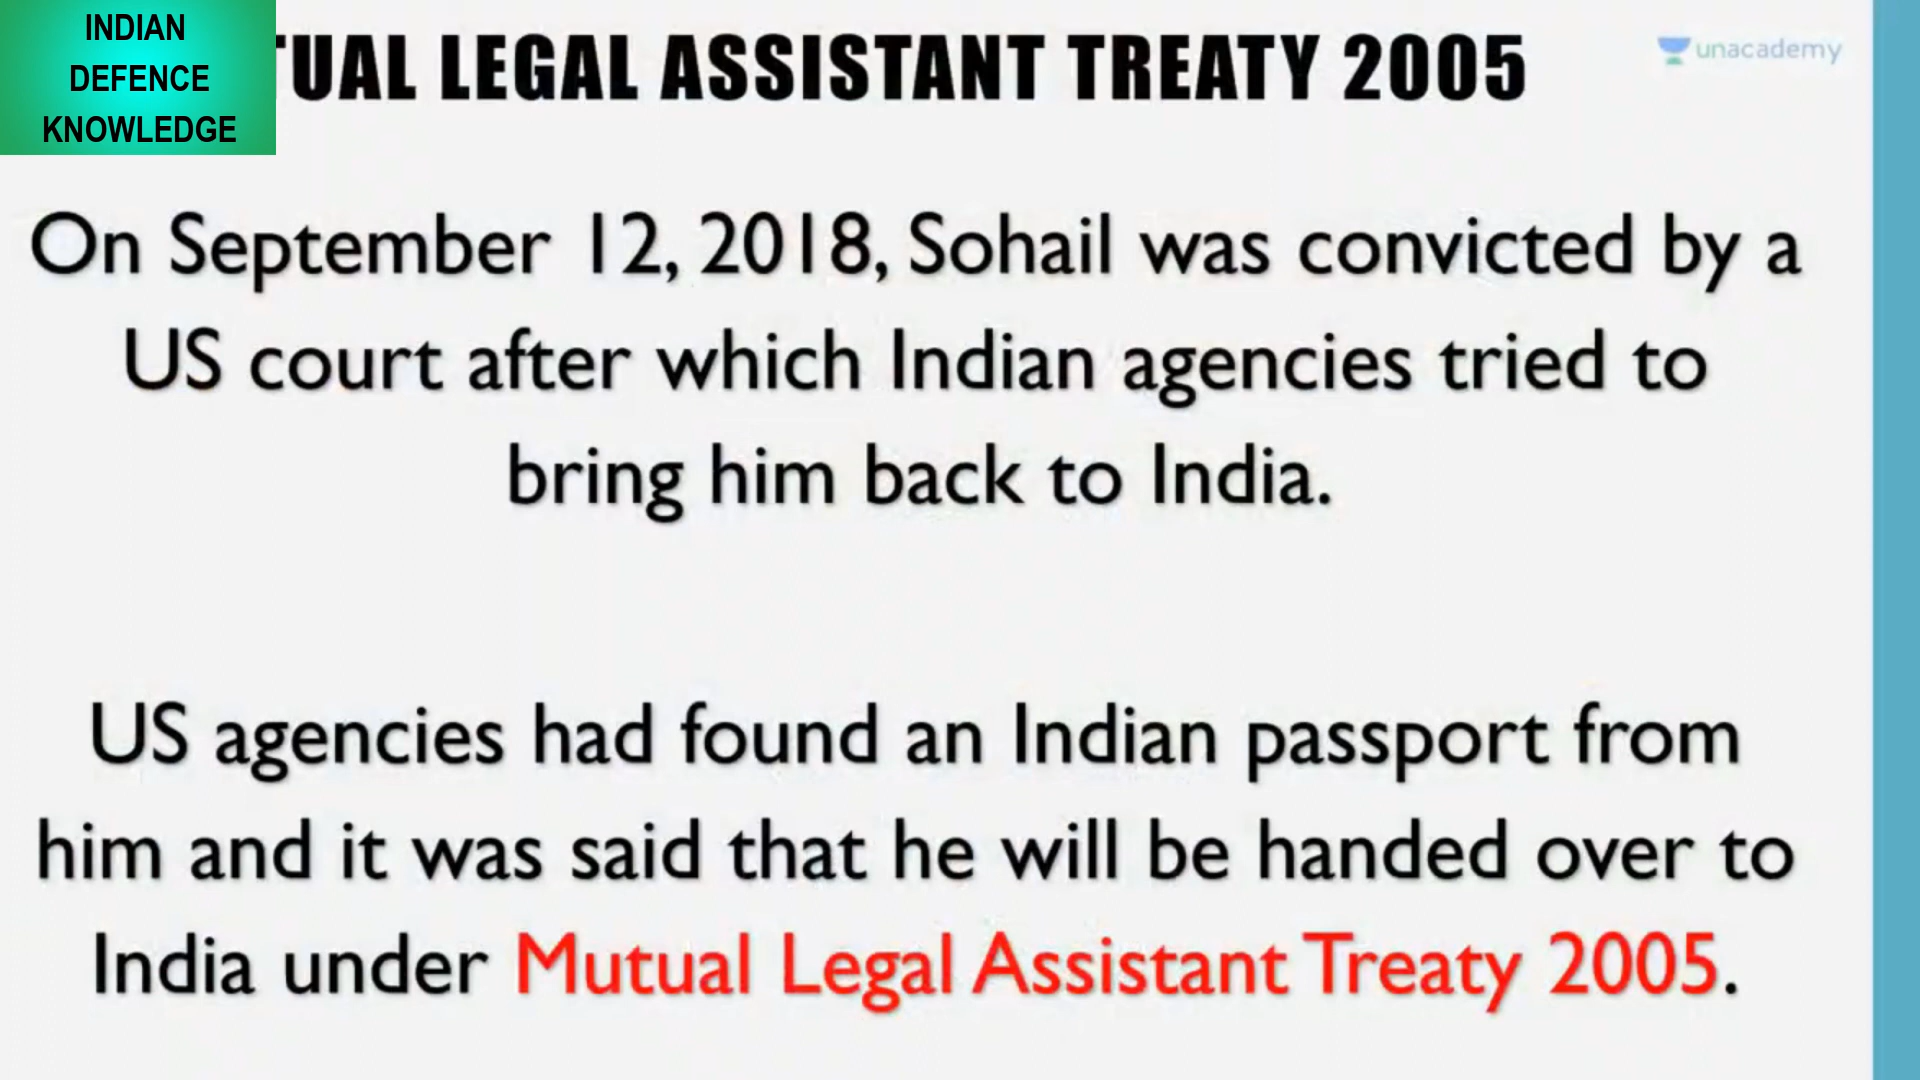 INDIAN
DEFENCE
KNOWLEDGE
TUAL LEGAL ASSISTANT TREATY 2005
unacademy
On September 12, 2018, Sohail was convicted by a
US court after which Indian agencies tried to
bring him back to India.
US agencies had found an Indian passport from
him and it was said that he will be handed over to
India under Mutual Legal Assistant Treaty 2005.